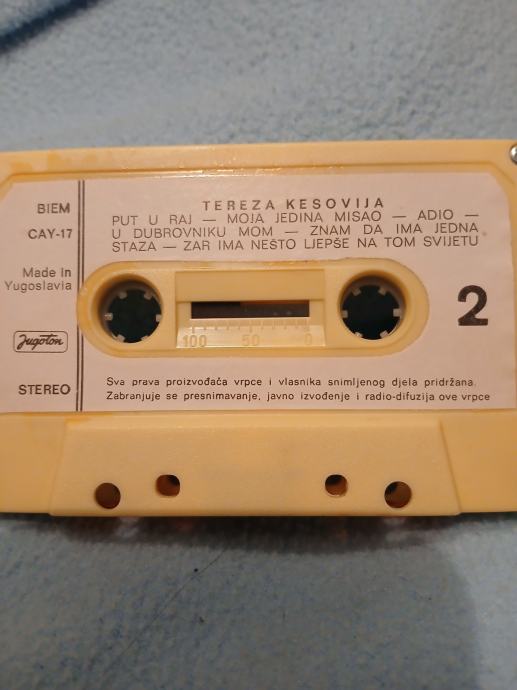 TEREZA KESOVIJA
PUT U RAJ — MOJA JEDINA MISAO — ADIO —
U DUBROVNIKU MOM — ZNAM DA IMA JEDNA
STAZA — ZAR IMA NEŠTO LJEPŠE NA TOM SVIJETU
BIEM
CAY-17
Made in
Yugoslavia
Jugoton
STEREO
2
100 50 0
Sva prava proizvođača vrpce i vlasnika snimljenog djela pridržana.
Zabranjuje se presnimavanje, javno izvođenje i radio-difuzija ove vrpce